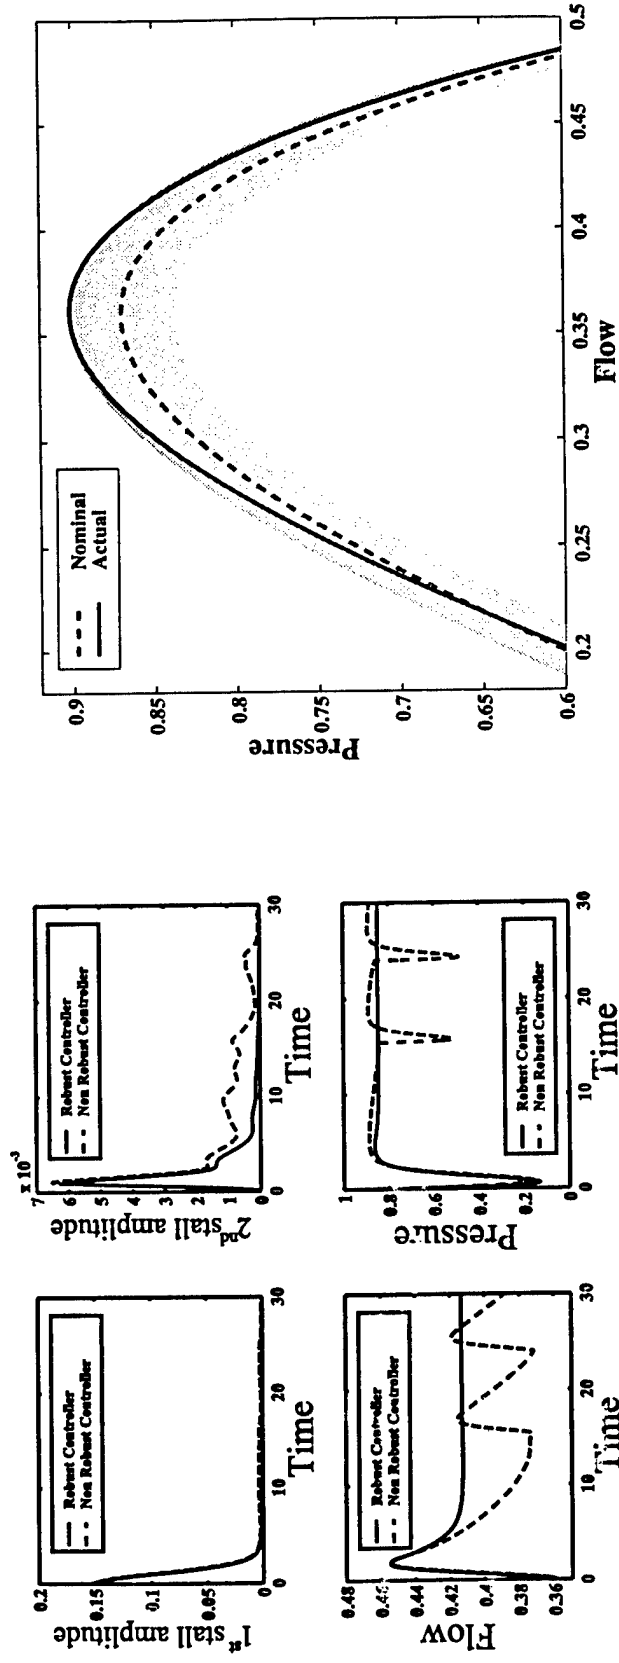 0.2
0.15
0.1
0.05
0
1st stall amplitude
Robust Controller
Non Robust Controller
0
10
20
30
Time
x 10-3
7
6
5
4
3
2
1
0
2nd stall amplitude
Robust Controller
Non Robust Controller
0
10
20
30
Time
0.48
0.44
0.42
0.4
0.38
0.36
Flow
Robust Controller
Non Robust Controller
0
10
20
30
Time
1
0.8
0.6
0.4
0.2
0
Pressure
Robust Controller
Non Robust Controller
0
10
20
30
Time
0.9
0.85
0.8
0.75
0.7
0.65
0.6
Pressure
Nominal
Actual
0.2
0.25
0.3
0.35
0.4
0.45
0.5
Flow